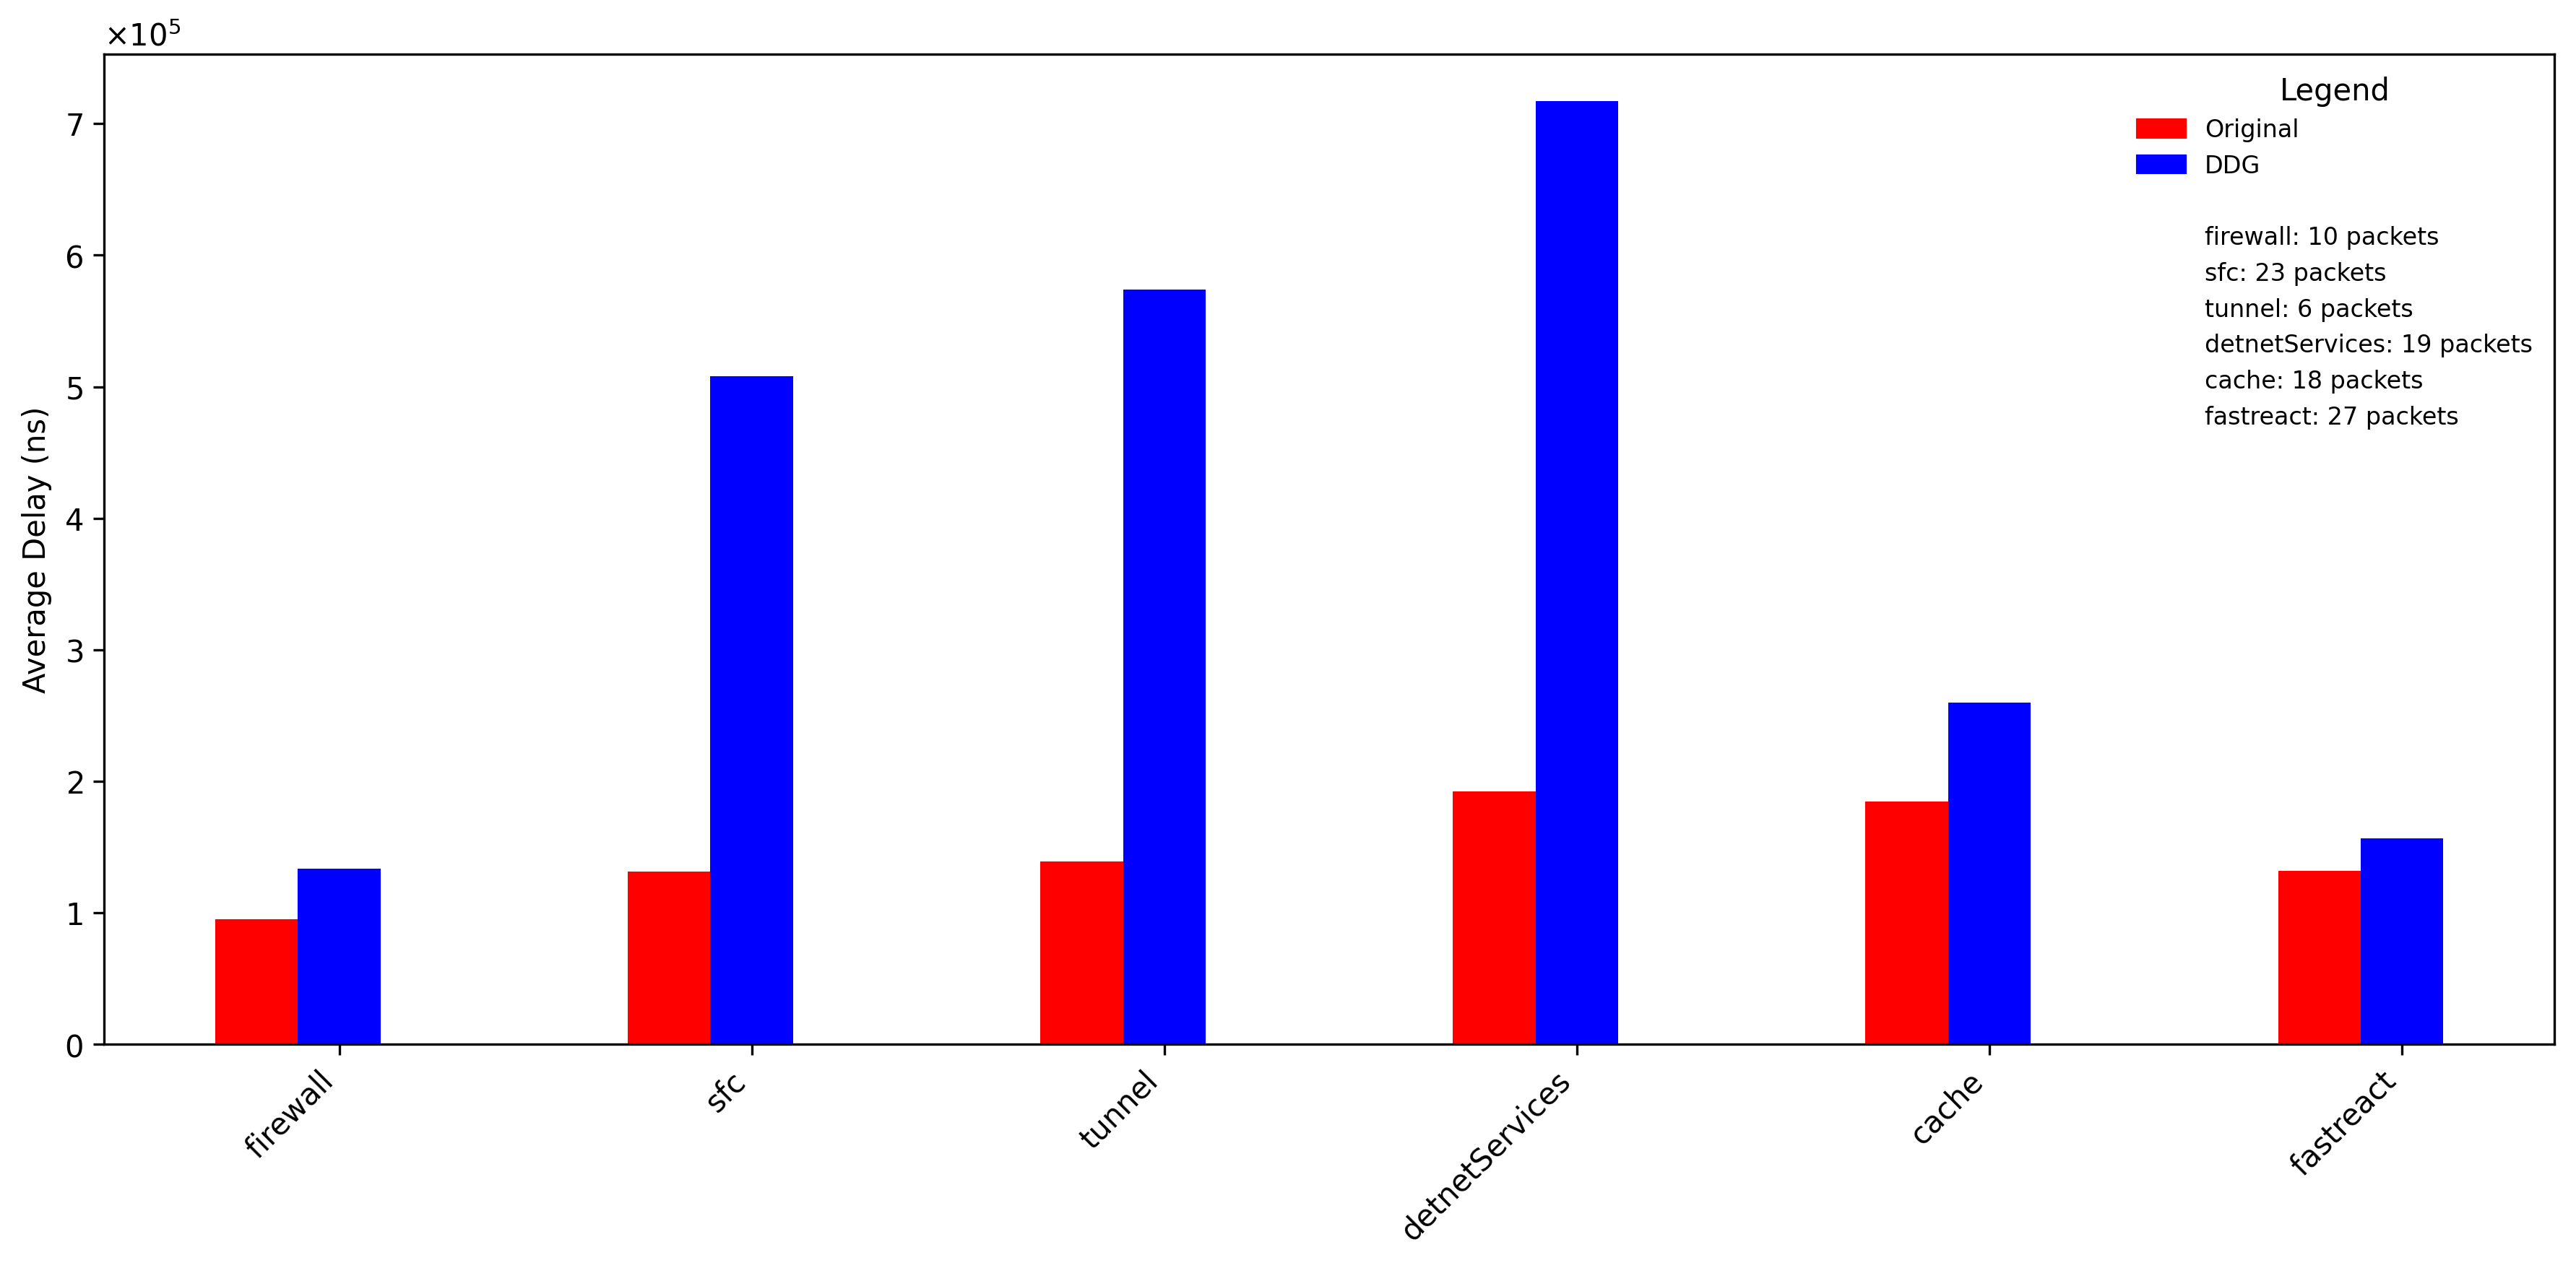 ×10⁵
7
6
5
4
3
2
1
0
Average Delay (ns)
Legend
Original
DDG
firewall: 10 packets
sfc: 23 packets
tunnel: 6 packets
detnetServices: 19 packets
cache: 18 packets
fastreact: 27 packets
firewall
sfc
tunnel
detnetServices
cache
fastreact